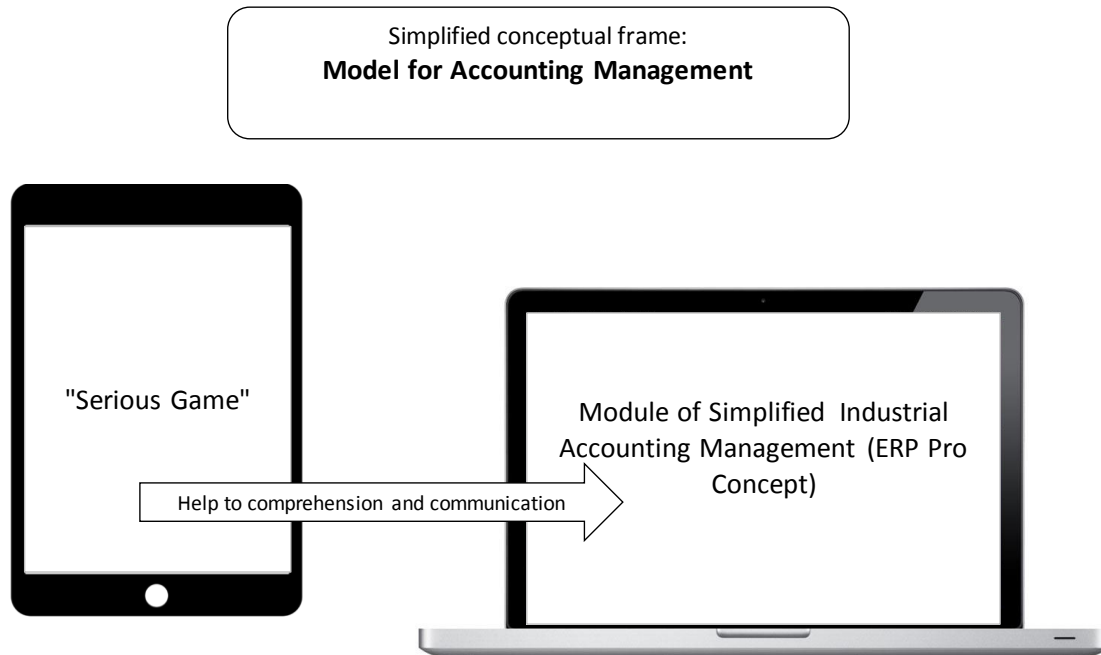 Simplified conceptual frame:
Model for Accounting Management
"Serious Game"
Module of Simplified Industrial
Accounting Management (ERP Pro
Concept)
Help to comprehension and communication